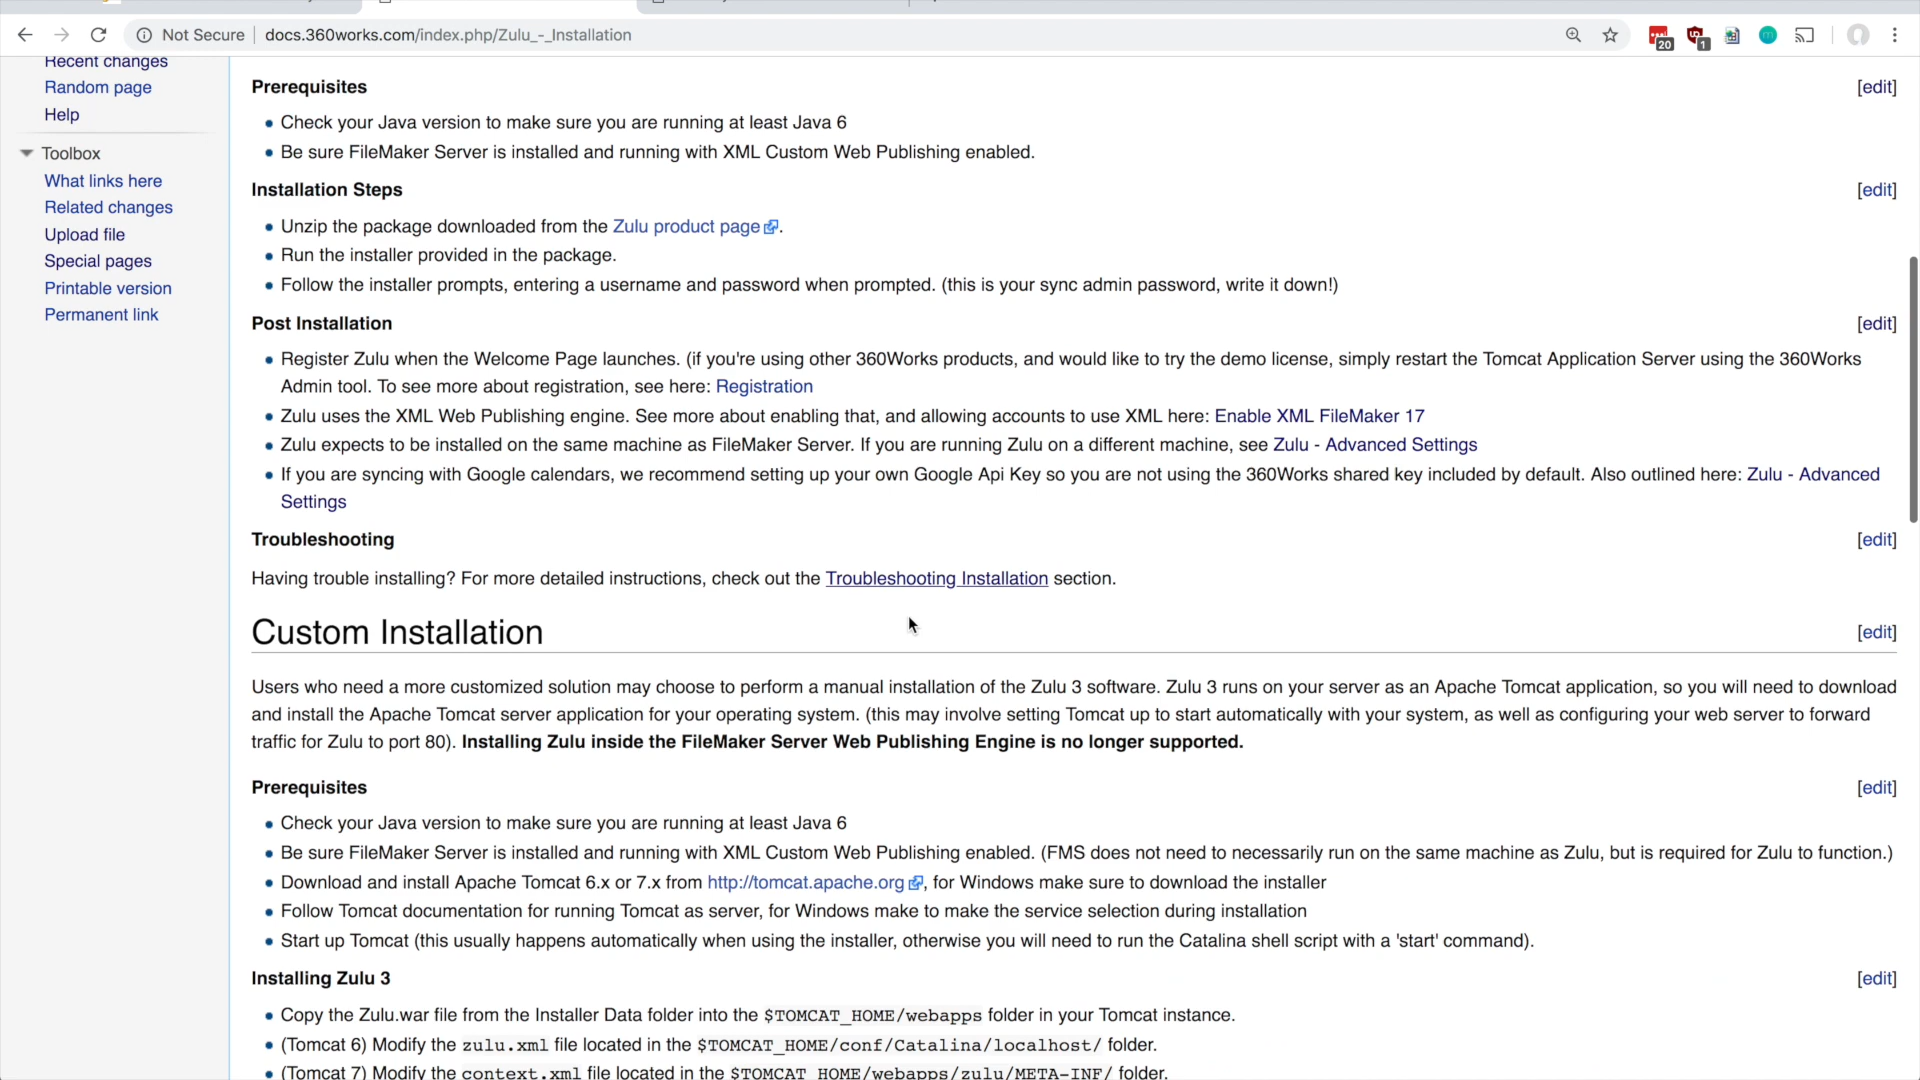 Not Secure docs.360works.com/index.php/Zulu_-_Installation
20
1
Recent changes
Random page
Help
Toolbox
What links here
Related changes
Upload file
Special pages
Printable version
Permanent link
Prerequisites [edit]
Check your Java version to make sure you are running at least Java 6
Be sure FileMaker Server is installed and running with XML Custom Web Publishing enabled.
Installation Steps [edit]
Unzip the package downloaded from the Zulu product page.
Run the installer provided in the package.
Follow the installer prompts, entering a username and password when prompted. (this is your sync admin password, write it down!)
Post Installation [edit]
Register Zulu when the Welcome Page launches. (if you're using other 360Works products, and would like to try the demo license, simply restart the Tomcat Application Server using the 360Works
Admin tool. To see more about registration, see here: Registration
Zulu uses the XML Web Publishing engine. See more about enabling that, and allowing accounts to use XML here: Enable XML FileMaker 17
Zulu expects to be installed on the same machine as FileMaker Server. If you are running Zulu on a different machine, see Zulu - Advanced Settings
If you are syncing with Google calendars, we recommend setting up your own Google Api Key so you are not using the 360Works shared key included by default. Also outlined here: Zulu - Advanced
Settings
Troubleshooting [edit]
Having trouble installing? For more detailed instructions, check out the Troubleshooting Installation section.
Custom Installation [edit]
Users who need a more customized solution may choose to perform a manual installation of the Zulu 3 software. Zulu 3 runs on your server as an Apache Tomcat application, so you will need to download
and install the Apache Tomcat server application for your operating system. (this may involve setting Tomcat up to start automatically with your system, as well as configuring your web server to forward
traffic for Zulu to port 80). Installing Zulu inside the FileMaker Server Web Publishing Engine is no longer supported.
Prerequisites [edit]
Check your Java version to make sure you are running at least Java 6
Be sure FileMaker Server is installed and running with XML Custom Web Publishing enabled. (FMS does not need to necessarily run on the same machine as Zulu, but is required for Zulu to function.)
Download and install Apache Tomcat 6.x or 7.x from http://tomcat.apache.org, for Windows make sure to download the installer
Follow Tomcat documentation for running Tomcat as server, for Windows make to make the service selection during installation
Start up Tomcat (this usually happens automatically when using the installer, otherwise you will need to run the Catalina shell script with a 'start' command).
Installing Zulu 3 [edit]
Copy the Zulu.war file from the Installer Data folder into the $TOMCAT_HOME/webapps folder in your Tomcat instance.
(Tomcat 6) Modify the zulu.xml file located in the $TOMCAT_HOME/conf/Catalina/localhost/ folder.
(Tomcat 7) Modify the context.xml file located in the $TOMCAT_HOME/webapps/zulu/META-INF/ folder.